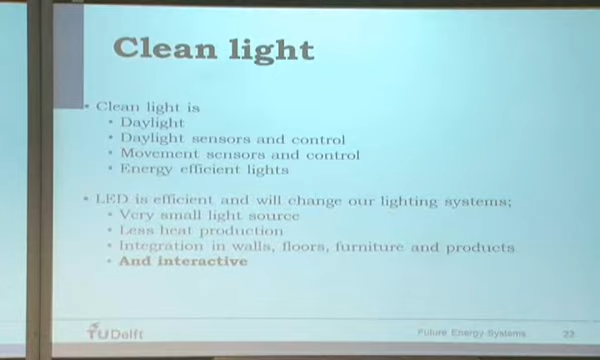 Clean light
• Clean light is
• Daylight
• Daylight sensors and control
• Movement sensors and control
• Energy efficient lights
• LED is efficient and will change our lighting systems;
• Very small light source
• Less heat production
• Integration in walls, floors, furniture and products
• And interactive
TUDelft
Future Energy Systems 22